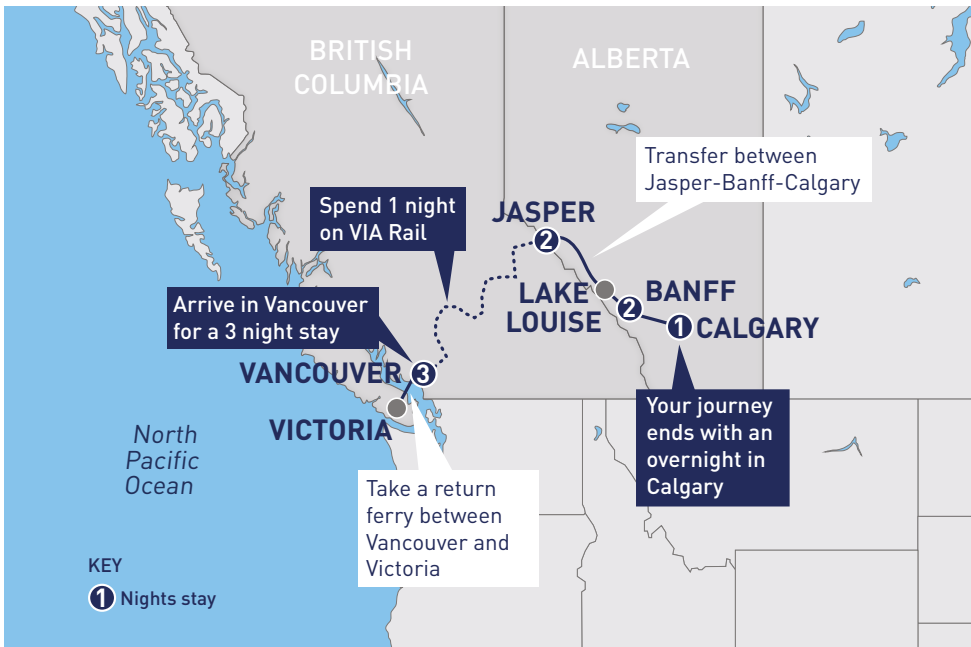 BRITISH
COLUMBIA
ALBERTA
Transfer between
Jasper-Banff-Calgary
Spend 1 night
on VIA Rail
JASPER
2
LAKE
LOUISE
BANFF
2
1 CALGARY
Arrive in Vancouver
for a 3 night stay
VANCOUVER 3
VICTORIA
Your journey
ends with an
overnight in
Calgary
North
Pacific
Ocean
Take a return
ferry between
Vancouver and
Victoria
KEY
1 Nights stay